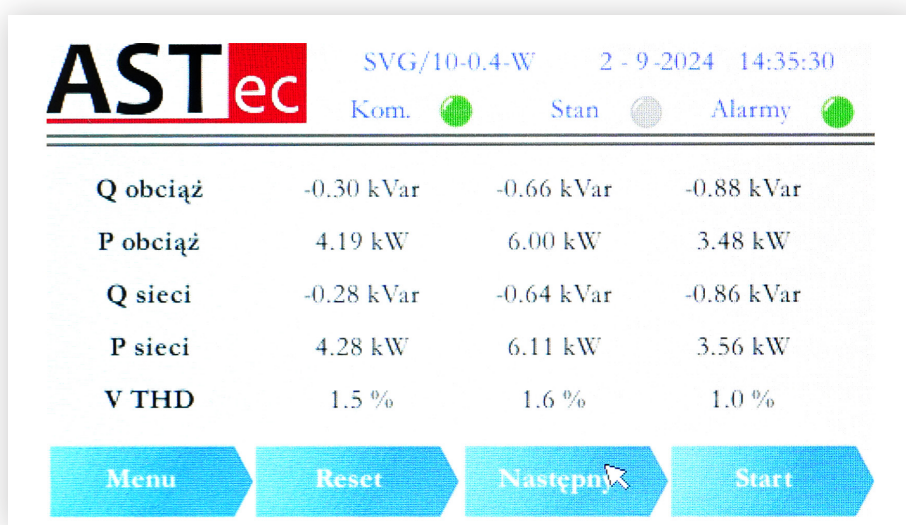 ASTec
SVG/10-0.4-W 2 - 9-2024 14:35:30
Kom. Stan Alarmy
Q obciąż -0.30 kVar -0.66 kVar -0.88 kVar
P obciąż 4.19 kW 6.00 kW 3.48 kW
Q sieci -0.28 kVar -0.64 kVar -0.86 kVar
P sieci 4.28 kW 6.11 kW 3.56 kW
V THD 1.5 % 1.6 % 1.0 %
Menu Reset Następny Start